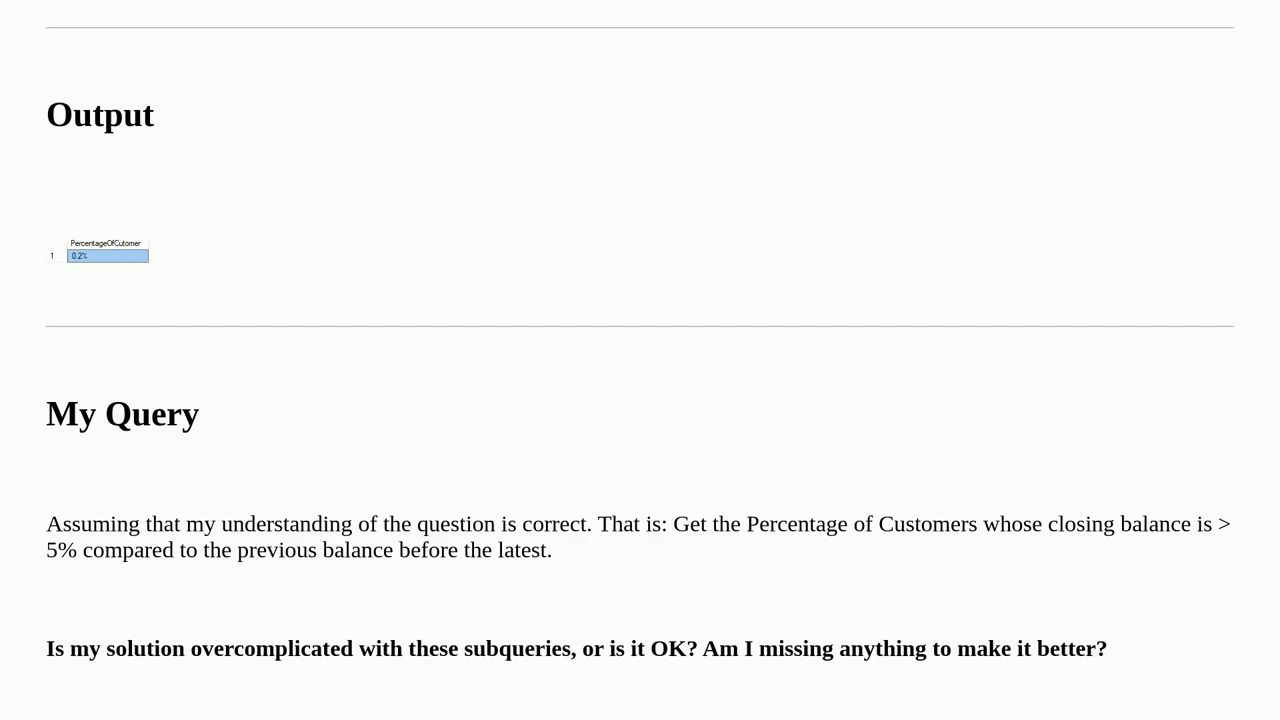 Output
PercentageOfCutomer
1 0.2%
My Query
Assuming that my understanding of the question is correct. That is: Get the Percentage of Customers whose closing balance is >
5% compared to the previous balance before the latest.
Is my solution overcomplicated with these subqueries, or is it OK? Am I missing anything to make it better?